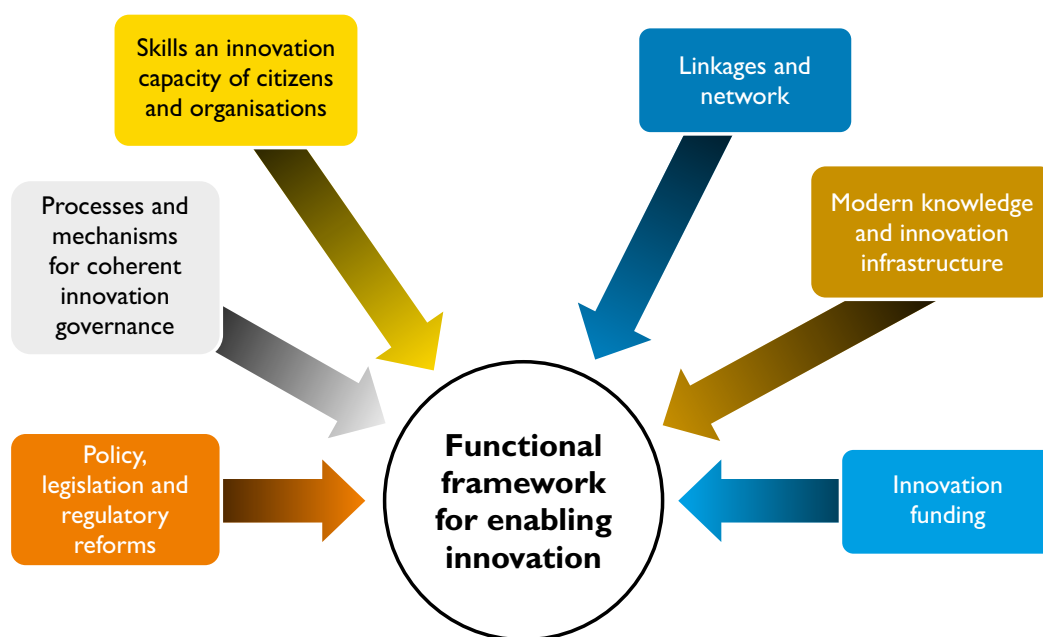 Skills an innovation
capacity of citizens
and organisations
Linkages and
network
Processes and
mechanisms
for coherent
innovation
governance
Modern knowledge
and innovation
infrastructure
Policy,
legislation and
regulatory
reforms
Functional
framework
for enabling
innovation
Innovation
funding